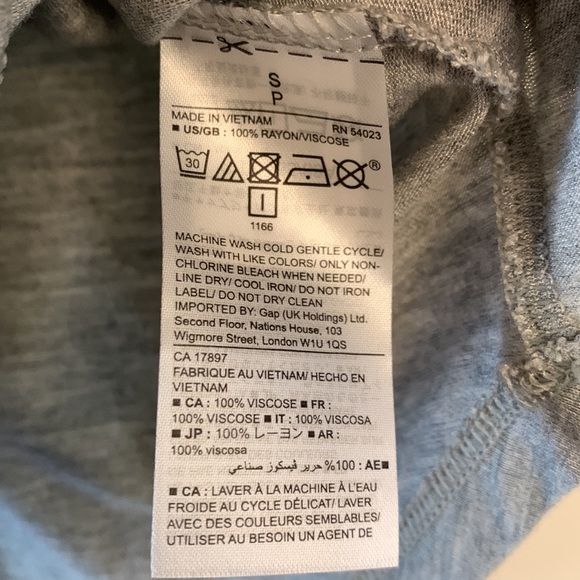 S
P
MADE IN VIETNAM RN 54023
■ US/GB : 100% RAYON/VISCOSE
30 ®
1166
MACHINE WASH COLD GENTLE CYCLE/
WASH WITH LIKE COLORS/ ONLY NON-
CHLORINE BLEACH WHEN NEEDED/
LINE DRY/ COOL IRON/ DO NOT IRON
LABEL/ DO NOT DRY CLEAN
IMPORTED BY: Gap (UK Holdings) Ltd.
Second Floor, Nations House, 103
Wigmore Street, London W1U 1QS
CA 17897
FABRIQUE AU VIETNAM/ HECHO EN
VIETNAM
■ CA : 100% VISCOSE ■ FR :
100% VISCOSE ■ IT : 100% VISCOSA
■ JP : 100% レーヨン ■ AR :
100% viscosa
■AE : 100% حرير فيسكوز صناعي
■ CA : LAVER À LA MACHINE À L'EAU
FROIDE AU CYCLE DÉLICAT/ LAVER
AVEC DES COULEURS SEMBLABLES/
UTILISER AU BESOIN UN AGENT DE